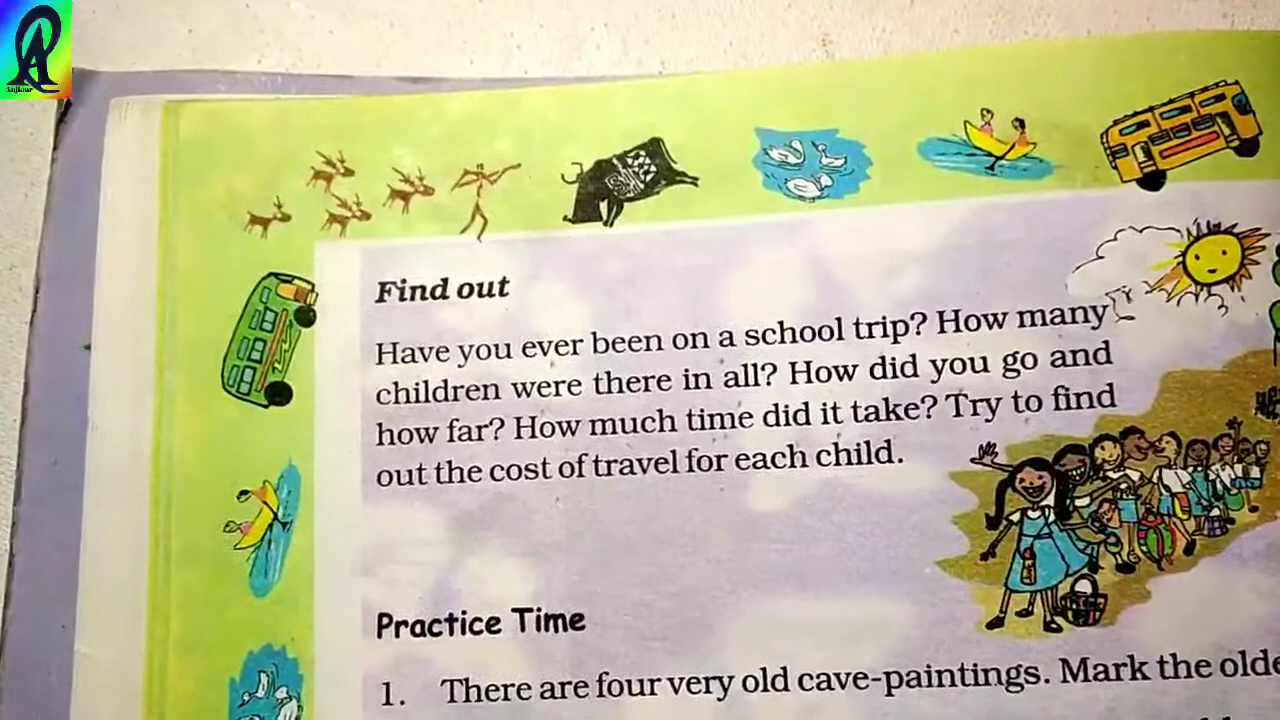 Find out
Have you ever been on a school trip? How many
children were there in all? How did you go and
how far? How much time did it take? Try to find
out the cost of travel for each child.
Practice Time
1. There are four very old cave-paintings. Mark the